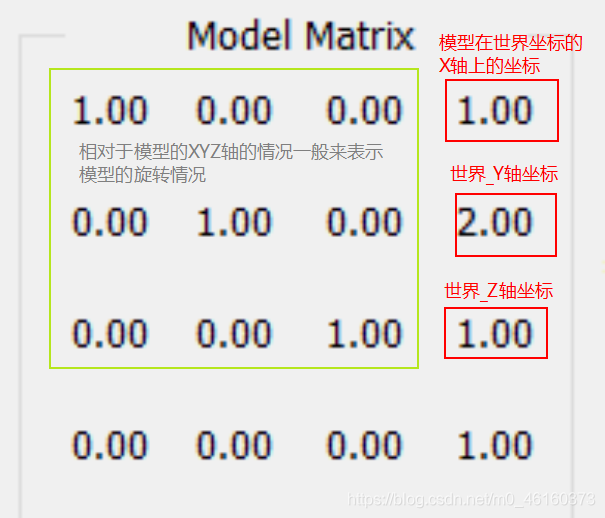 Model Matrix
模型在世界坐标的
X轴上的坐标
1.00 0.00 0.00 1.00
相对于模型的XYZ轴的情况一般来表示
模型的旋转情况
世界_Y轴坐标
0.00 1.00 0.00 2.00
世界_Z轴坐标
0.00 0.00 1.00 1.00
0.00 0.00 0.00 1.00
https://blog.csdn.net/m0_46160373